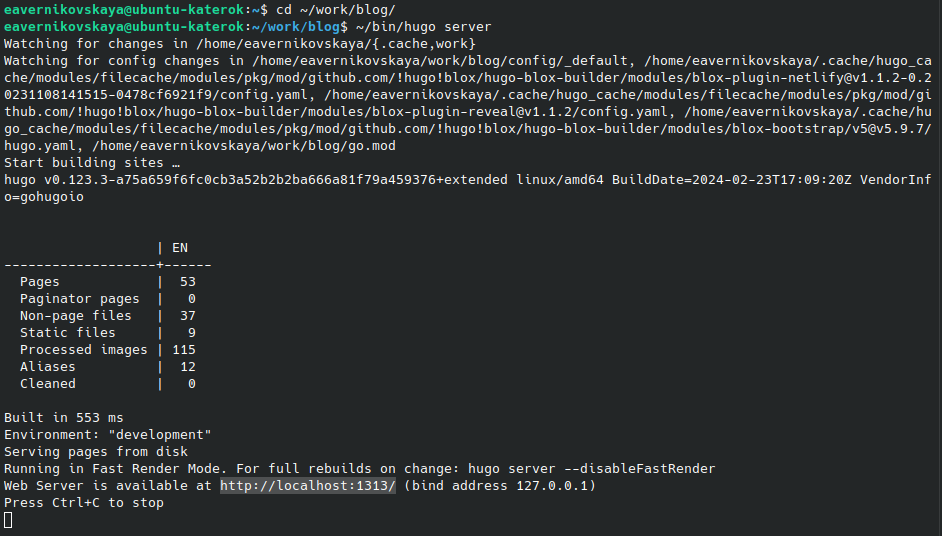 eavernikovskaya@ubuntu-katerok:~$ cd ~/work/blog/
eavernikovskaya@ubuntu-katerok:~/work/blog$ ~/bin/hugo server
Watching for changes in /home/eavernikovskaya/{.cache,work}
Watching for config changes in /home/eavernikovskaya/work/blog/config/_default, /home/eavernikovskaya/.cache/hugo_ca
che/modules/filecache/modules/pkg/mod/github.com/!hugo!blox/hugo-blox-builder/modules/blox-plugin-netlify@v1.1.2-0.2
0231108141515-0478cf6921f9/config.yaml, /home/eavernikovskaya/.cache/hugo_cache/modules/filecache/modules/pkg/mod/gi
thub.com/!hugo!blox/hugo-blox-builder/modules/blox-plugin-reveal@v1.1.2/config.yaml, /home/eavernikovskaya/.cache/hu
go_cache/modules/filecache/modules/pkg/mod/github.com/!hugo!blox/hugo-blox-builder/modules/blox-bootstrap/v5@v5.9.7/
hugo.yaml, /home/eavernikovskaya/work/blog/go.mod
Start building sites …
hugo v0.123.3-a75a659f6fc0cb3a52b2b2ba666a81f79a459376+extended linux/amd64 BuildDate=2024-02-23T17:09:20Z VendorInf
o=gohugoio
                   | EN
-------------------+------
  Pages            |  53
  Paginator pages  |   0
  Non-page files   |  37
  Static files     |   9
  Processed images | 115
  Aliases          |  12
  Cleaned          |   0
Built in 553 ms
Environment: "development"
Serving pages from disk
Running in Fast Render Mode. For full rebuilds on change: hugo server --disableFastRender
Web Server is available at http://localhost:1313/ (bind address 127.0.0.1)
Press Ctrl+C to stop